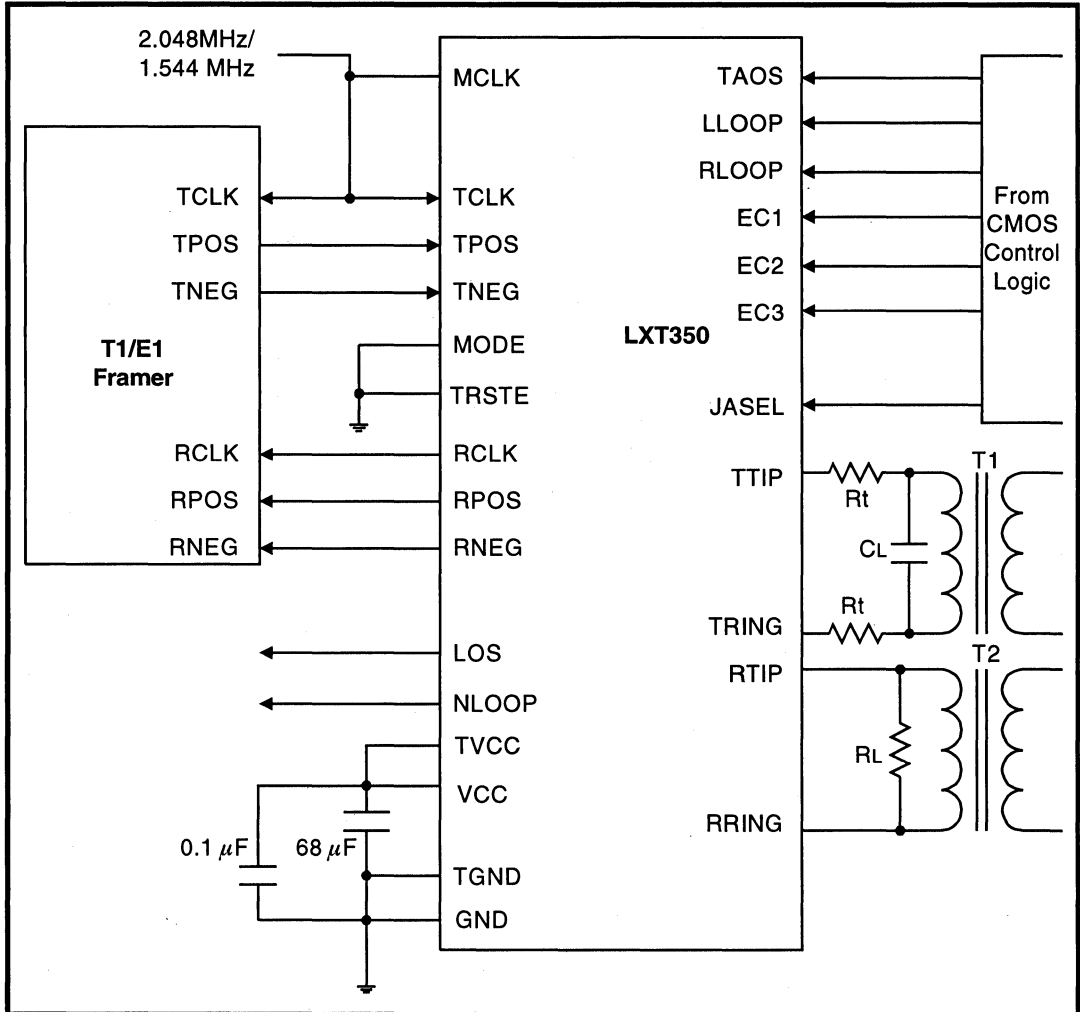 2.048MHz/
1.544 MHz
T1/E1
Framer
TCLK
TPOS
TNEG
RCLK
RPOS
RNEG
MCLK
TCLK
TPOS
TNEG
MODE
TRSTE
RCLK
RPOS
RNEG
LOS
NLOOP
TVCC
VCC
TGND
GND
0.1 μF
68 μF
LXT350
TAOS
LLOOP
RLOOP
EC1
EC2
EC3
JASEL
TTIP
TRING
RTIP
RRING
From
CMOS
Control
Logic
Rt
CL
Rt
T1
T2
RL